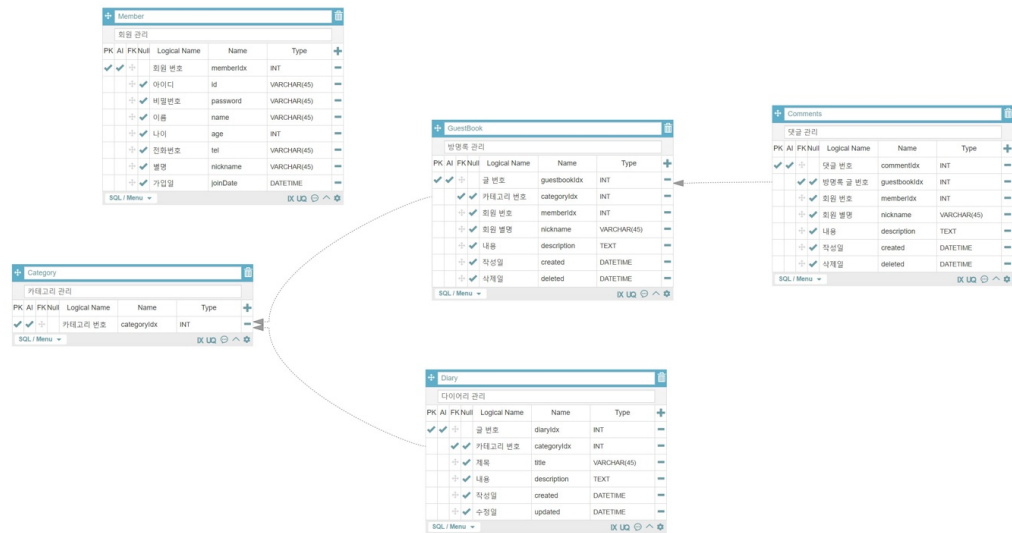 Member
회원 관리
PK AI FK Null Logical Name Name Type
회원 번호 memberIdx INT
아이디 id VARCHAR(45)
비밀번호 password VARCHAR(45)
이름 name VARCHAR(45)
나이 age INT
전화번호 tel VARCHAR(45)
별명 nickname VARCHAR(45)
가입일 joinDate DATETIME
SQL / Menu IX UQ
GuestBook
방명록 관리
PK AI FK Null Logical Name Name Type
글 번호 guestbookIdx INT
카테고리 번호 categoryIdx INT
회원 번호 memberIdx INT
회원 별명 nickname VARCHAR(45)
내용 description TEXT
작성일 created DATETIME
삭제일 deleted DATETIME
SQL / Menu IX UQ
Comments
댓글 관리
PK AI FK Null Logical Name Name Type
댓글 번호 commentIdx INT
방명록 글 번호 guestbookIdx INT
회원 번호 memberIdx INT
회원 별명 nickname VARCHAR(45)
내용 description TEXT
작성일 created DATETIME
삭제일 deleted DATETIME
SQL / Menu IX UQ
Category
카테고리 관리
PK AI FK Null Logical Name Name Type
카테고리 번호 categoryIdx INT
SQL / Menu IX UQ
Diary
다이어리 관리
PK AI FK Null Logical Name Name Type
글 번호 diaryIdx INT
카테고리 번호 categoryIdx INT
제목 title VARCHAR(45)
내용 description TEXT
작성일 created DATETIME
수정일 updated DATETIME
SQL / Menu IX UQ